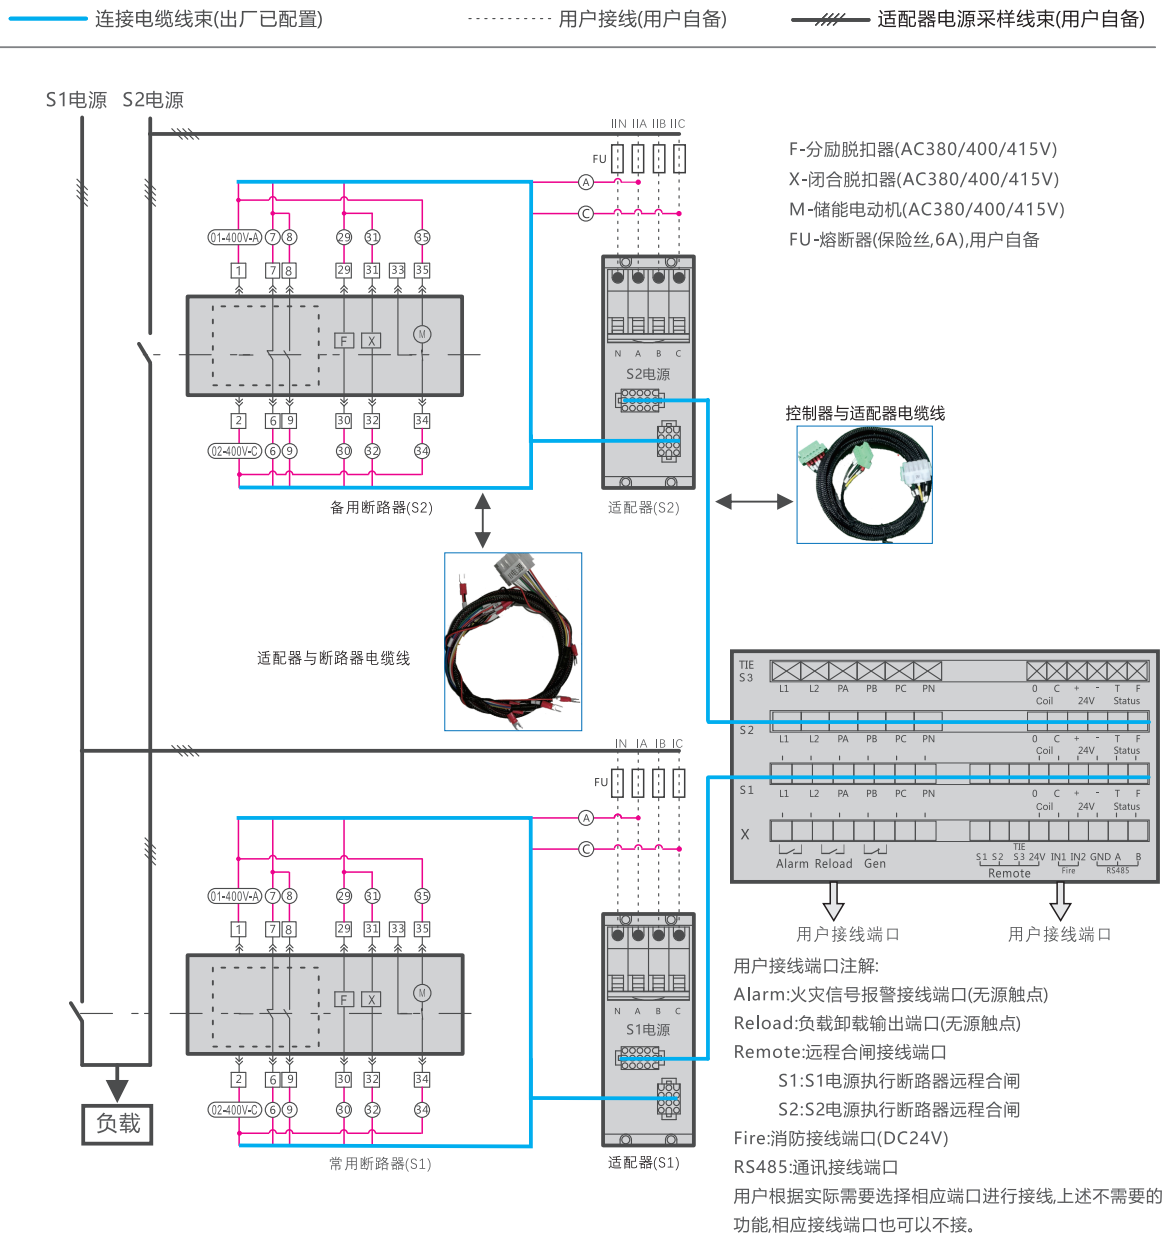 连接电缆线束(出厂已配置)
用户接线(用户自备)
适配器电源采样线束(用户自备)
S1电源 S2电源
IIN IIA IIB IIC
FU
A
C
F-分励脱扣器(AC380/400/415V)
X-闭合脱扣器(AC380/400/415V)
M-储能电动机(AC380/400/415V)
FU-熔断器(保险丝,6A),用户自备
01-400V-A 7 8 29 31 35
1 7 8 29 31 33 35
F X M
N A B C
S2电源
2 6 9 30 32 34
02-400V-C 6 9 30 32 34
备用断路器(S2)
适配器(S2)
控制器与适配器电缆线
适配器与断路器电缆线
TIE
S3
L1 L2 PA PB PC PN 0 C + - T F
Coil 24V Status
S2
L1 L2 PA PB PC PN 0 C + - T F
Coil 24V Status
S1
L1 L2 PA PB PC PN 0 C + - T F
Coil 24V Status
X
Alarm Reload Gen
TIE
S1 S2 S3 24V IN1 IN2 GND A B
Remote Fire RS485
用户接线端口 用户接线端口
IN IA IB IC
FU
A
C
01-400V-A 7 8 29 31 35
1 7 8 29 31 33 35
F X M
N A B C
S1电源
2 6 9 30 32 34
02-400V-C 6 9 30 32 34
常用断路器(S1)
适配器(S1)
负载
用户接线端口注解:
Alarm:火灾信号报警接线端口(无源触点)
Reload:负载卸载输出端口(无源触点)
Remote:远程合闸接线端口
S1:S1电源执行断路器远程合闸
S2:S2电源执行断路器远程合闸
Fire:消防接线端口(DC24V)
RS485:通讯接线端口
用户根据实际需要选择相应端口进行接线,上述不需要的
功能,相应接线端口也可以不接。